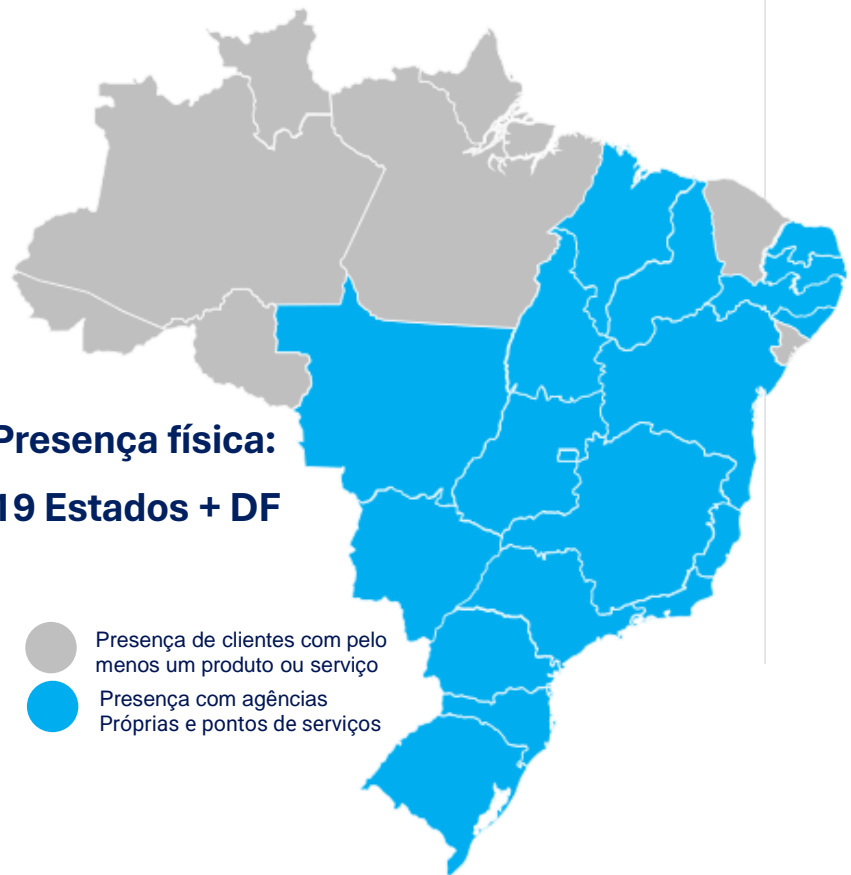 Presença física:
19 Estados + DF
Presença de clientes com pelo
menos um produto ou serviço
Presença com agências
Próprias e pontos de serviços